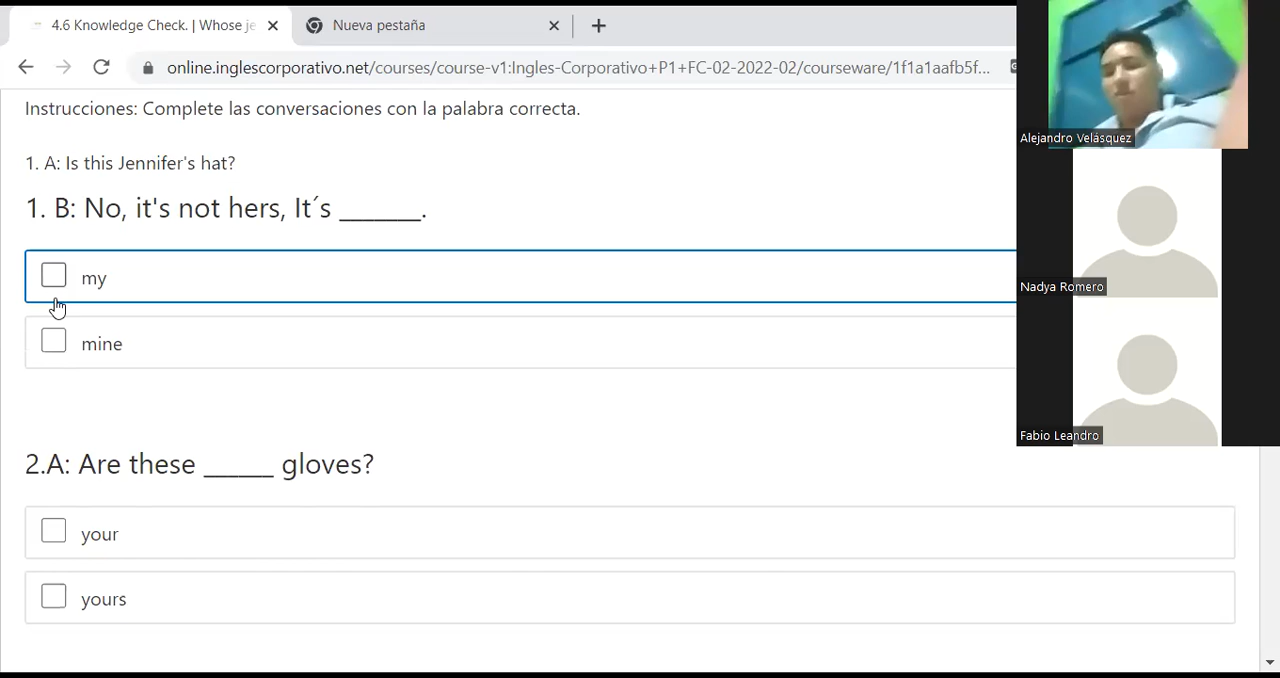 4.6 Knowledge Check. | Whose je
Nueva pestaña
online.inglescorporativo.net/courses/course-v1:Ingles-Corporativo+P1+FC-02-2022-02/courseware/1f1a1aafb5f...
Instrucciones: Complete las conversaciones con la palabra correcta.
1. A: Is this Jennifer's hat?
1. B: No, it's not hers, It´s _______.
my
mine
2.A: Are these ______ gloves?
your
yours
Alejandro Velásquez
Nadya Romero
Fabio Leandro